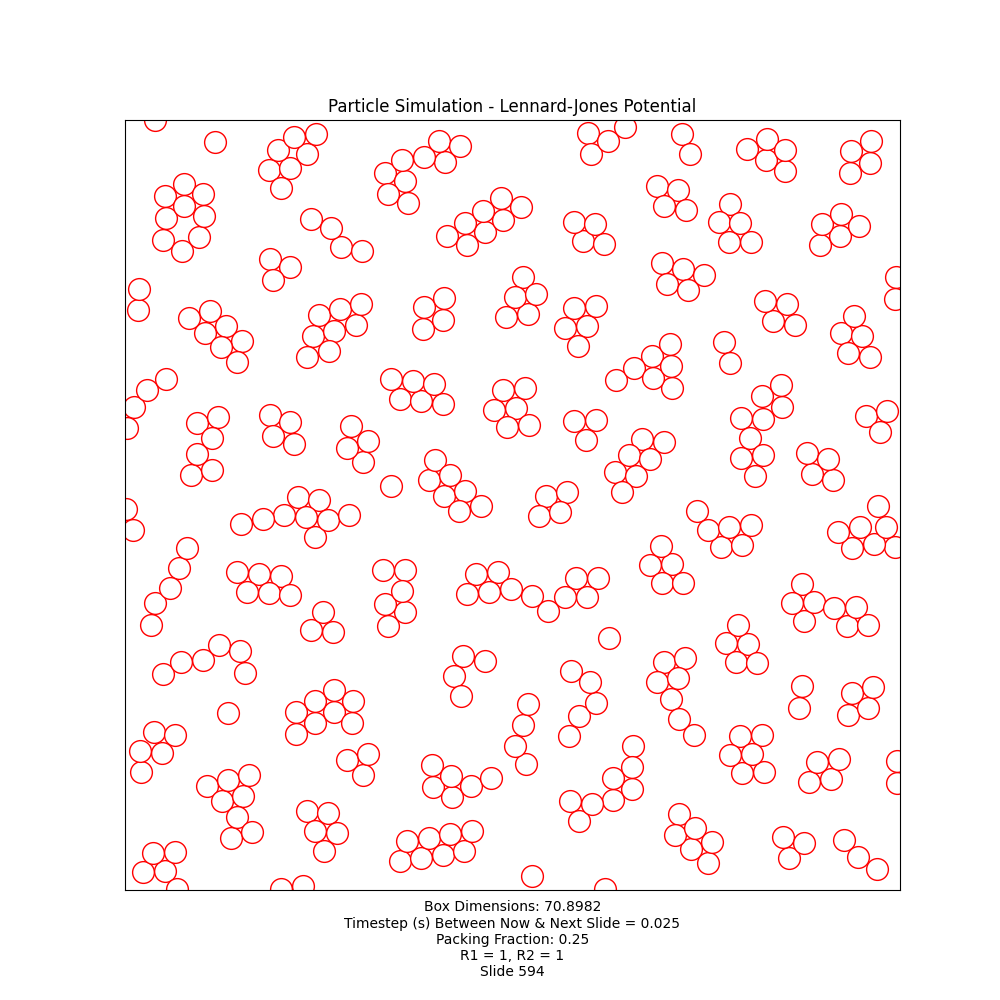 Particle Simulation - Lennard-Jones Potential
Box Dimensions: 70.8982
Timestep (s) Between Now & Next Slide = 0.025
Packing Fraction: 0.25
R1 = 1, R2 = 1
Slide 594